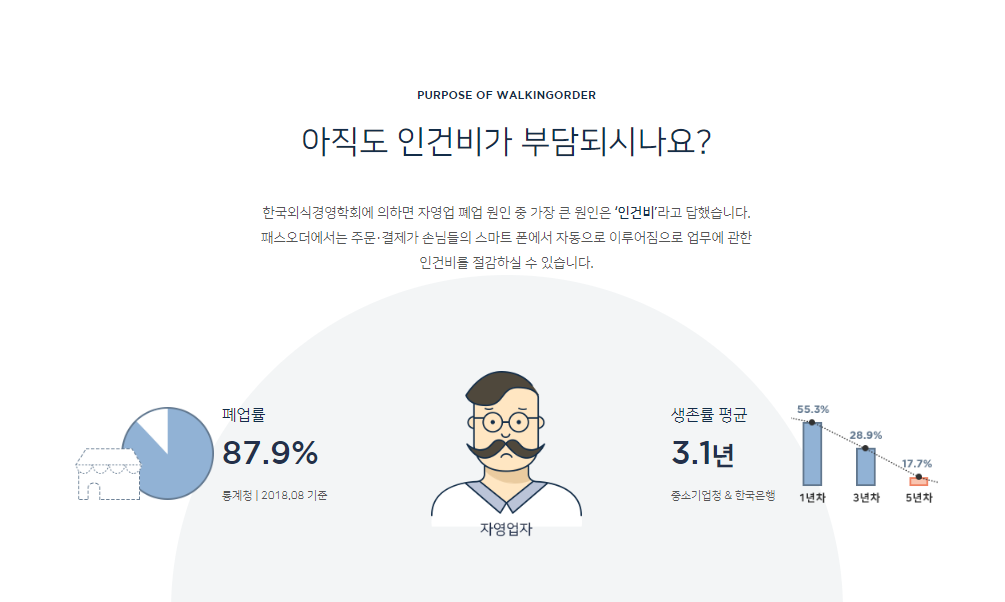 PURPOSE OF WALKINGORDER
아직도 인건비가 부담되시나요?
한국외식경영학회에 의하면 자영업 폐업 원인 중 가장 큰 원인은 '인건비'라고 답했습니다.
패스오더에서는 주문·결제가 손님들의 스마트 폰에서 자동으로 이루어짐으로 업무에 관한
인건비를 절감하실 수 있습니다.
폐업률
87.9%
통계청 | 2018.08 기준
자영업자
생존률 평균
3.1년
중소기업청 & 한국은행
55.3%
28.9%
17.7%
1년차 3년차 5년차